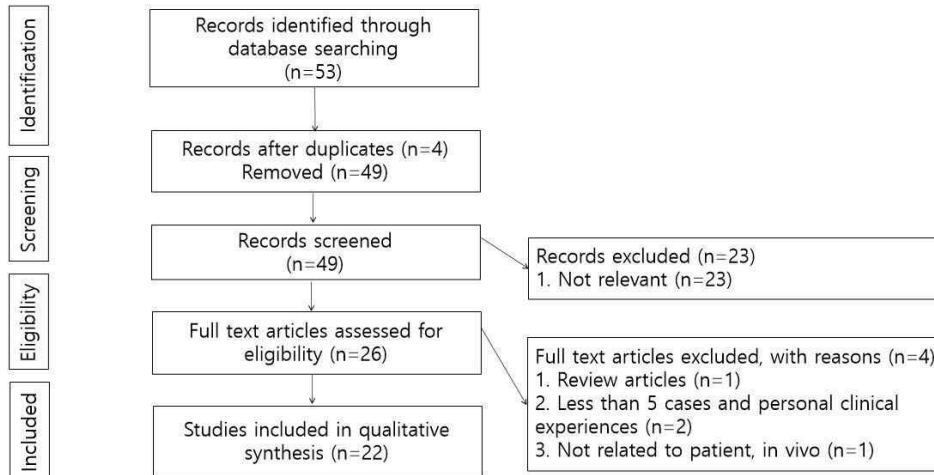 Identification
Records identified through
database searching
(n=53)
Records after duplicates (n=4)
Removed (n=49)
Screening
Records screened
(n=49)
Records excluded (n=23)
1. Not relevant (n=23)
Eligibility
Full text articles assessed for
eligibility (n=26)
Full text articles excluded, with reasons (n=4)
1. Review articles (n=1)
2. Less than 5 cases and personal clinical
experiences (n=2)
3. Not related to patient, in vivo (n=1)
Included
Studies included in qualitative
synthesis (n=22)